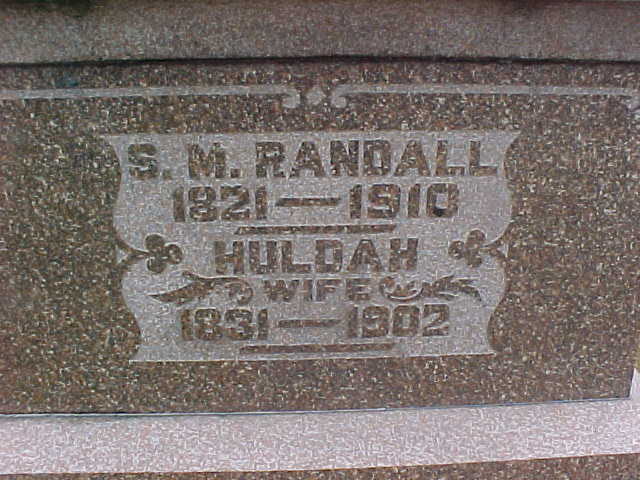 S. M. RANDALL
1821 — 1910
HULDAH
WIFE
1831 — 1902